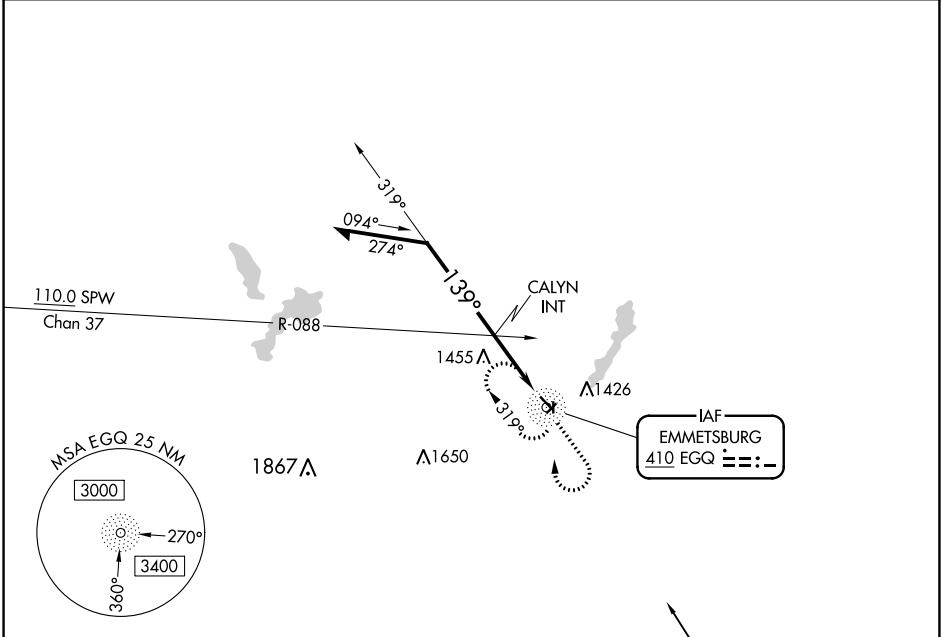 319°
094°
274°
139°
CALYN
INT
110.0 SPW
Chan 37
R-088
1455
1426
319°
IAF
EMMETSBURG
410 EGQ
MSA EGQ 25 NM
3000
270°
3400
360°
1867
1650